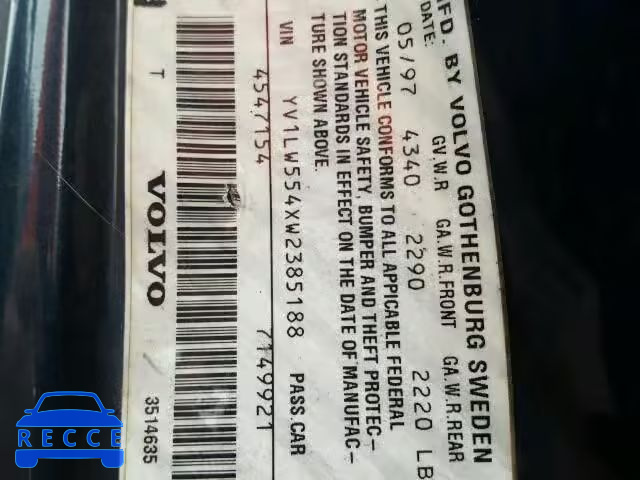 MFD. BY VOLVO GOTHENBURG SWEDEN
DATE: GV.W.R GA.W.R.FRONT GA.W.R.REAR
05/97 4340 2290 2220 LB
THIS VEHICLE CONFORMS TO ALL APPLICABLE FEDERAL
MOTOR VEHICLE SAFETY, BUMPER AND THEFT PROTEC–
TION STANDARDS IN EFFECT ON THE DATE OF MANUFAC–
TURE SHOWN ABOVE.
VIN YV1LW554XW2385188 PASS.CAR
4547154 7149921
T VOLVO 3514635
RECCE